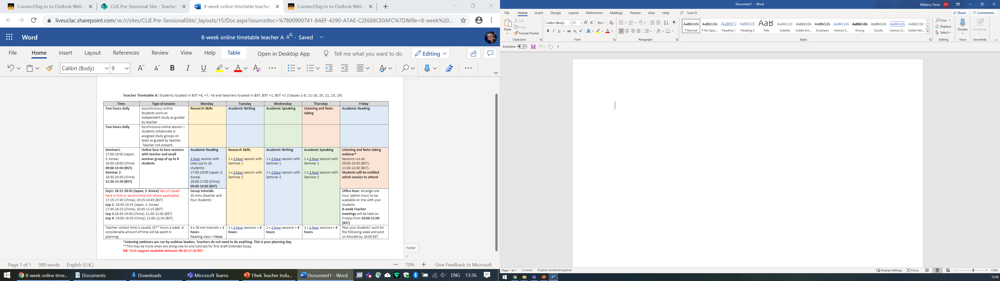 Connect/log in to Outlook Web A
CLIE.Pre-Sessional Site - Teacher
8-week online timetable teacher
Connect/log in to Outlook Web A
liveuclac.sharepoint.com/:w:/r/sites/CLIE.Pre-SessionalSite/_layouts/15/Doc.aspx?sourcedoc=%7B00900741-8AEF-4390-A7AE-C2E6E8CE0AFC%7D&file=8-week%20...
Word
8-week online timetable teacher A - Saved
File Home Insert Layout References Review View Help Table Open in Desktop App Tell me what you want to do Editing
Calibri (Body) 9
Teacher Timetable A: Students located in BST +6, +7, +8 and teachers located in BST, BST +1, BST +2 (Classes 1-8, 11-18, 20, 21, 23, 24)
Time Type of session Monday Tuesday Wednesday Thursday Friday
Two hours daily
Asynchronous online
Students work on
independent study as guided
by teacher.
Research Skills
Academic Writing
Academic Speaking
Listening and Note-
taking
Academic Reading
Two hours daily
Synchronous online session –
students collaborate in
assigned study groups on
tasks as guided by teacher.
Teacher not present.
Seminar1:
17:00-19:00 (Japan,
S. Korea)
16:00-18:00 (China)
09:00-11:00 (BST)
Seminar 2:
18:30-20:30 (China)
11:30-13:30 (BST)
Online face-to-face sessions
with teacher and small
seminar group of up to 8
students
Academic Reading
1 hour session with
class (up to 16
students)
17:00-18:00 (Japan, S.
Korea)
16:00-17:00 (China)
09:00-10:00 (BST)
Research Skills
1 x 2 hour session with
Seminar 1
1 x 2 hour session with
Seminar 2
Academic Writing
1 x 2 hour session with
Seminar 1
1 x 2 hour session with
Seminar 2
Academic Speaking
1 x 2 hour session with
Seminar 1
1 x 2 hour session with
Seminar 2
Listening and Note-taking
webinar*
Sessions run at:
09:00-10:00 (BST);
11:00-12:00 (BST).
Students will be notified
which session to attend
Grp1: 18:15-18:45 (Japan, S. Korea) See s/s based
here in first or second time slot where applicable)
17:15-17:45 (China); 10:15-10:45 (BST)
Grp 2: 18:45-19:15 (Japan, S. Korea)
17:45-18:15 (China); 10:45-11:15 (BST)
Grp 3:18:30-19:00 (China); 11:30-12:00 (BST)
Grp 4: 19:00-19:30 (China); 12:00-12:30 (BST)
Group tutorials
30 mins (teacher and
four students)
Office hour: Arrange one
hour (admin hour) to be
available on line with your
students
8-week Teacher
meetings will be held on
Fridays from 10:00-11:00
(BST)
Teacher contact time is usually 15** hours a week. A
considerable amount of time will be spent in
planning.
4 x 30 min tutorials = 2
hours
Reading class = I hour
2 x 2 hour sessions = 4
hours
2 x 2 hour sessions = 4
hours
2 x 2 hour sessions = 4
hours
Plan your students' work for
the following week and post
on Moodle by 18:00 BST
*Listening webinars are run by webinar leaders. Teachers do not need to do anything. This is your planning day.
**This may be more when are doing one-to-one tutorials for first draft Extended Essay.
NB: Tech support available between 08:30-17:30 BST
Footer
1
Page 1 of 1 389 words English (U.K.) 70% Give Feedback to Microsoft
8-week online time... Documents Downloads Microsoft Teams 19wk Teacher Indu... Document1 - Word ENG 13:36
Document1 - Word
Wallace, Fiona WF
File Home Insert Design Layout References Mailings Review View Help Search Share Comments
Paste
Cut
Copy
Format Painter
Clipboard
Calibri (Body) 11
Font
Paragraph
AaBbCcDc AaBbCcDc AaBbCc AaBbCcD AaB AaBbCcD AaBbCcDc AaBbCcDc AaBbCcDc AaBbCcDc AaBbCcDc AaBbCcDc AABBCCDD
¶ Normal ¶ No Spac... Heading 1 Heading 2 Title Subtitle Subtle Em... Emphasis Intense E... Strong Quote Intense Q... Subtle Ref...
Styles
Find
Replace
Select
Editing
Dictate
Voice
Sensitivity
Sensitivity
AutoSave Off
Page 1 of 1 0 words English (United Kingdom) Display Settings Focus 170%
13:36